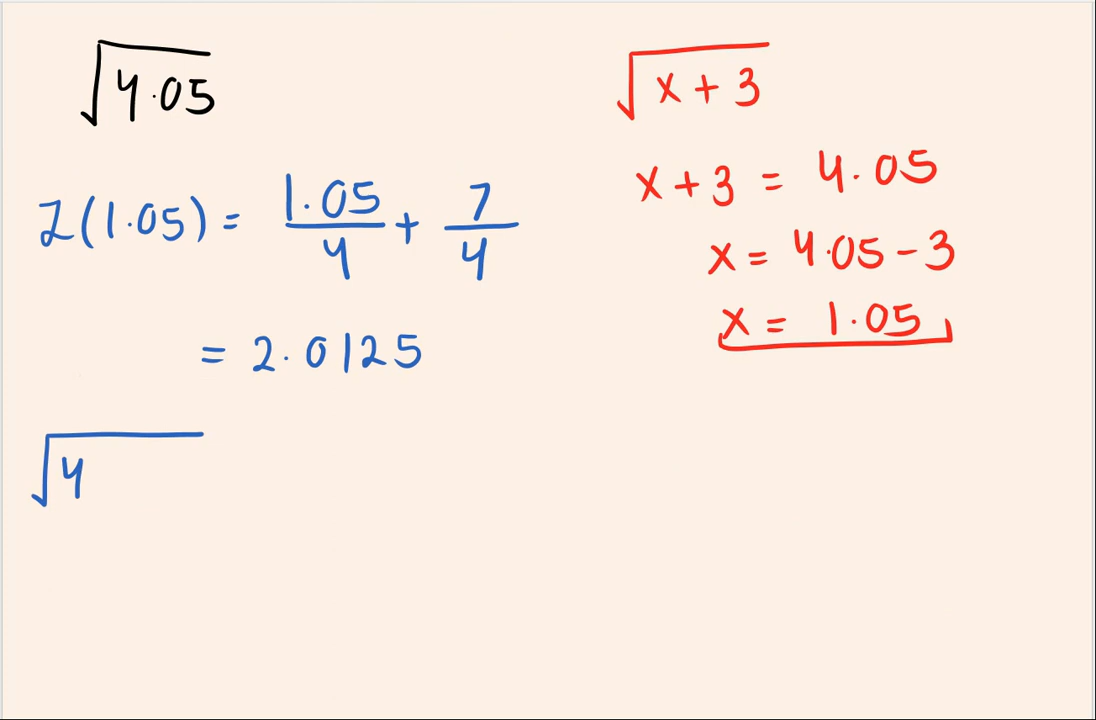 √4.05
L(1.05) = 1.05/4 + 7/4
= 2.0125
√4
√x + 3
x + 3 = 4.05
x = 4.05 - 3
x = 1.05